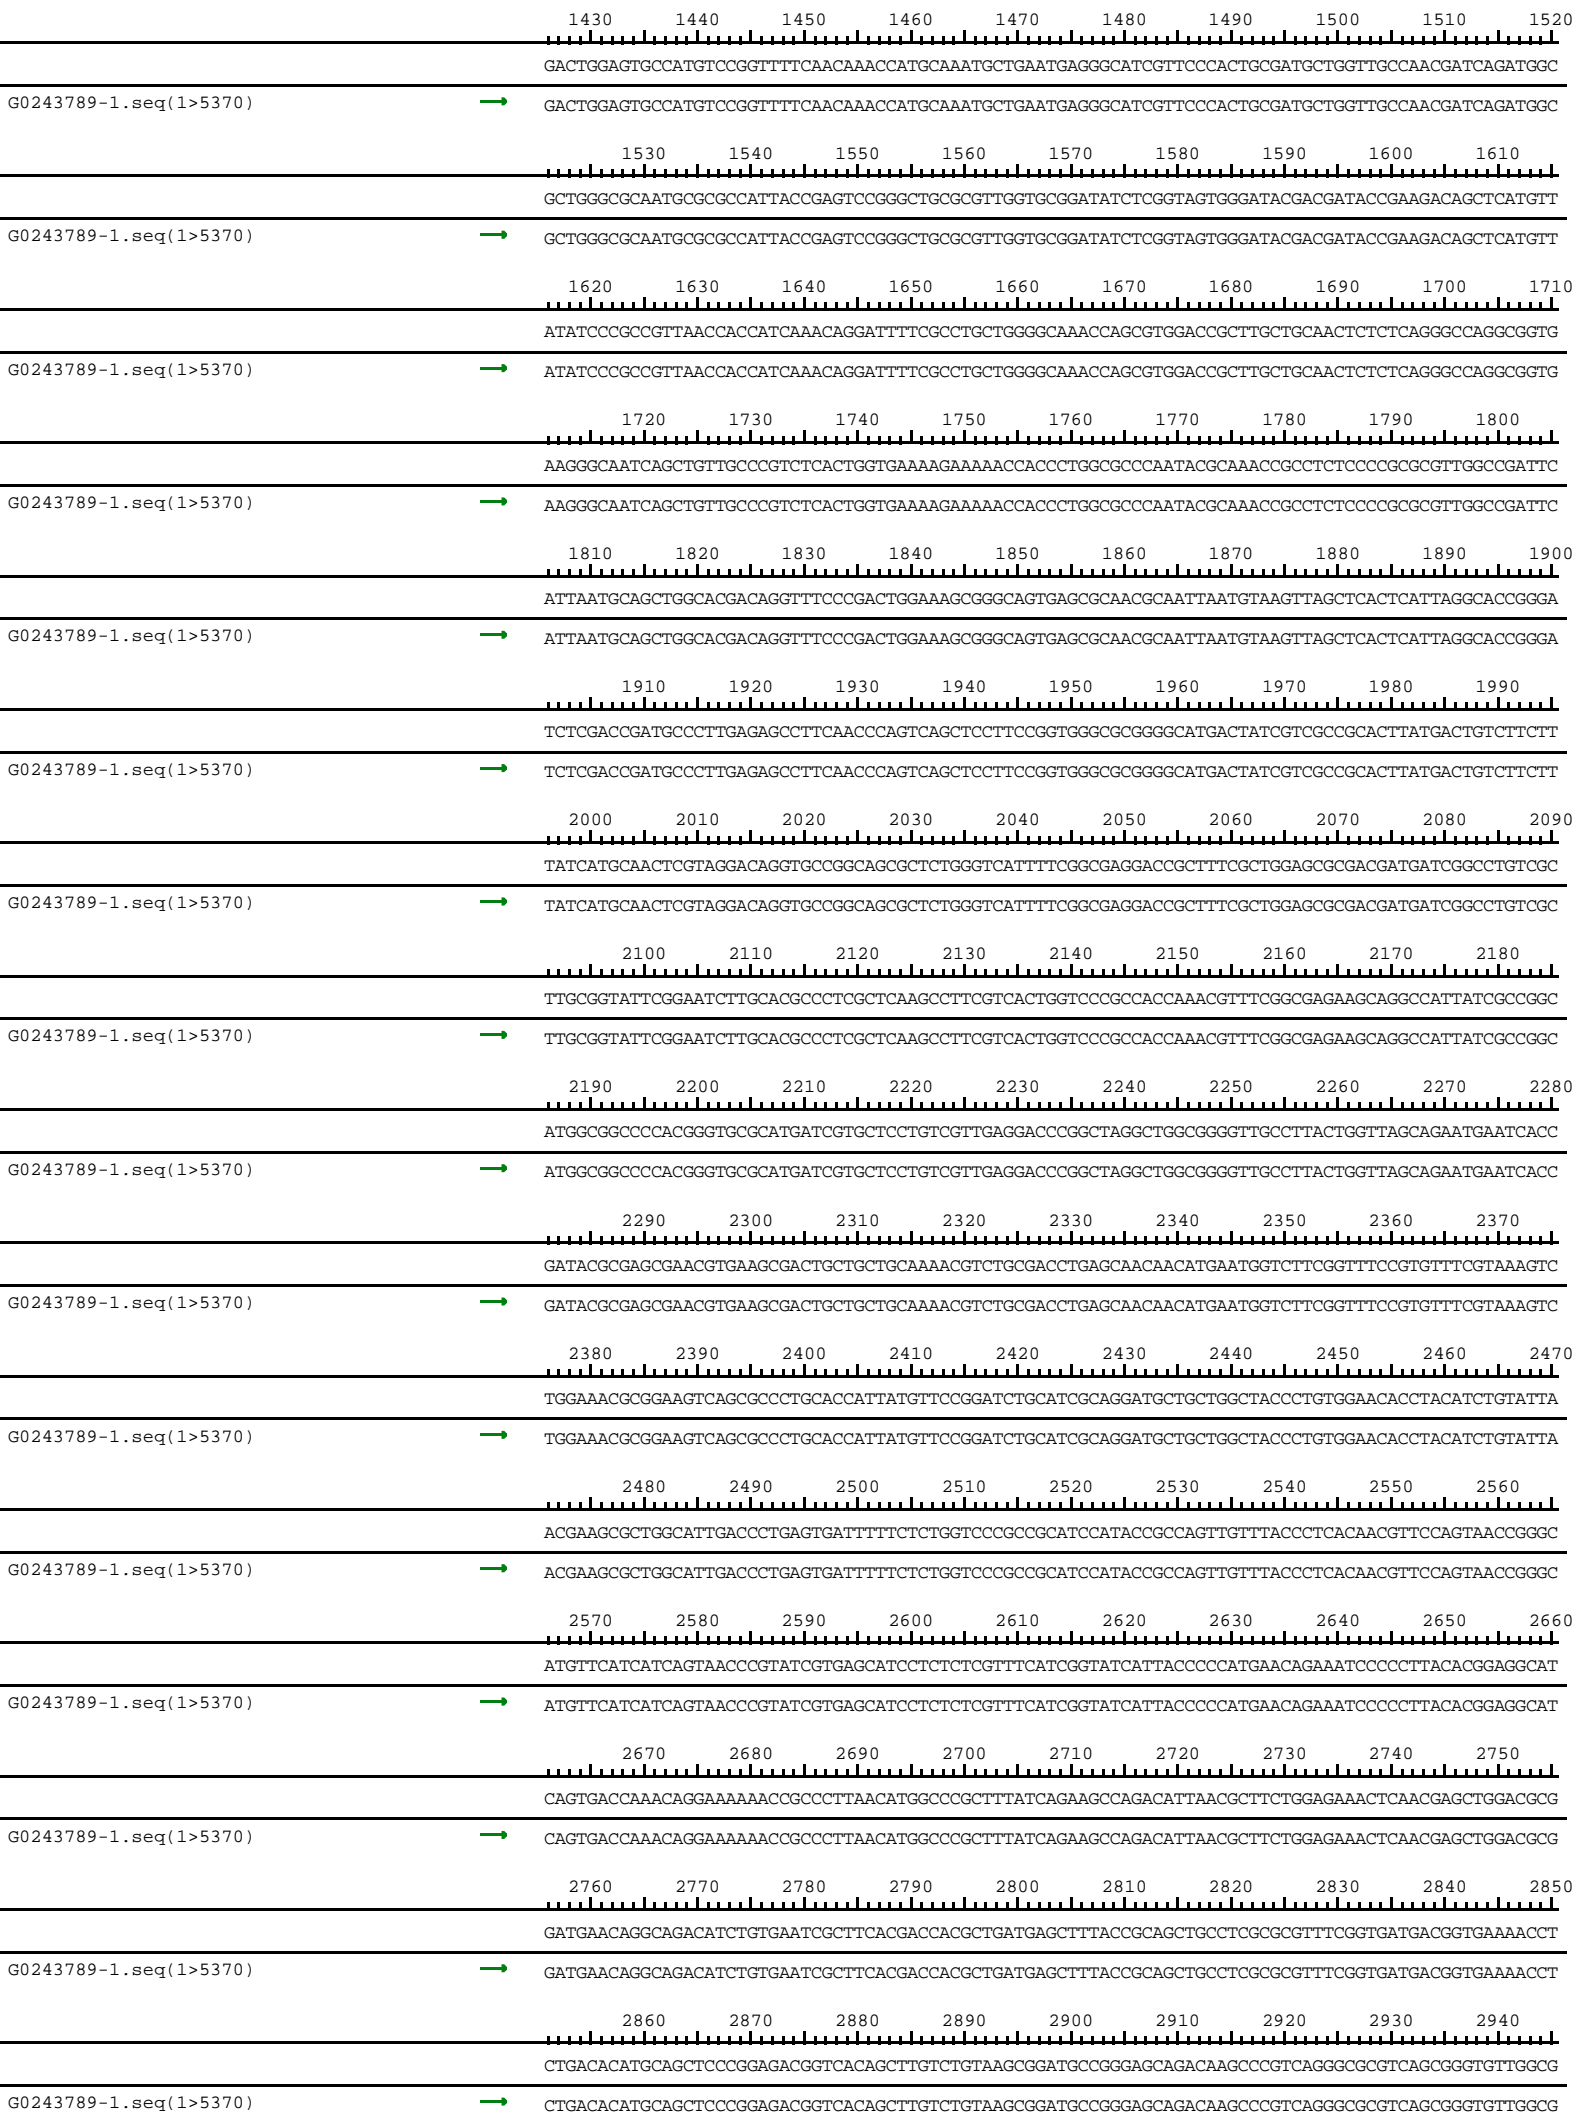 1430 1440 1450 1460 1470 1480 1490 1500 1510 1520
GACTGGAGTGCCATGTCCGGTTTTCAACAAACCATGCAAATGCTGAATGAGGGCATCGTTCCCACTGCGATGCTGGTTGCCAACGATCAGATGGC
G0243789-1.seq(1>5370) GACTGGAGTGCCATGTCCGGTTTTCAACAAACCATGCAAATGCTGAATGAGGGCATCGTTCCCACTGCGATGCTGGTTGCCAACGATCAGATGGC
1530 1540 1550 1560 1570 1580 1590 1600 1610
GCTGGGCGCAATGCGCGCCATTACCGAGTCCGGGCTGCGCGTTGGTGCGGATATCTCGGTAGTGGGATACGACGATACCGAAGACAGCTCATGTT
G0243789-1.seq(1>5370) GCTGGGCGCAATGCGCGCCATTACCGAGTCCGGGCTGCGCGTTGGTGCGGATATCTCGGTAGTGGGATACGACGATACCGAAGACAGCTCATGTT
1620 1630 1640 1650 1660 1670 1680 1690 1700 1710
ATATCCCGCCGTTAACCACCATCAAACAGGATTTTCGCCTGCTGGGGCAAACCAGCGTGGACCGCTTGCTGCAACTCTCTCAGGGCCAGGCGGTG
G0243789-1.seq(1>5370) ATATCCCGCCGTTAACCACCATCAAACAGGATTTTCGCCTGCTGGGGCAAACCAGCGTGGACCGCTTGCTGCAACTCTCTCAGGGCCAGGCGGTG
1720 1730 1740 1750 1760 1770 1780 1790 1800
AAGGGCAATCAGCTGTTGCCCGTCTCACTGGTGAAAAGAAAAACCACCCTGGCGCCCAATACGCAAACCGCCTCTCCCCGCGCGTTGGCCGATTC
G0243789-1.seq(1>5370) AAGGGCAATCAGCTGTTGCCCGTCTCACTGGTGAAAAGAAAAACCACCCTGGCGCCCAATACGCAAACCGCCTCTCCCCGCGCGTTGGCCGATTC
1810 1820 1830 1840 1850 1860 1870 1880 1890 1900
ATTAATGCAGCTGGCACGACAGGTTTCCCGACTGGAAAGCGGGCAGTGAGCGCAACGCAATTAATGTAAGTTAGCTCACTCATTAGGCACCGGGA
G0243789-1.seq(1>5370) ATTAATGCAGCTGGCACGACAGGTTTCCCGACTGGAAAGCGGGCAGTGAGCGCAACGCAATTAATGTAAGTTAGCTCACTCATTAGGCACCGGGA
1910 1920 1930 1940 1950 1960 1970 1980 1990
TCTCGACCGATGCCCTTGAGAGCCTTCAACCCAGTCAGCTCCTTCCGGTGGGCGCGGGGCATGACTATCGTCGCCGCACTTATGACTGTCTTCTT
G0243789-1.seq(1>5370) TCTCGACCGATGCCCTTGAGAGCCTTCAACCCAGTCAGCTCCTTCCGGTGGGCGCGGGGCATGACTATCGTCGCCGCACTTATGACTGTCTTCTT
2000 2010 2020 2030 2040 2050 2060 2070 2080 2090
TATCATGCAACTCGTAGGACAGGTGCCGGCAGCGCTCTGGGTCATTTTCGGCGAGGACCGCTTTCGCTGGAGCGCGACGATGATCGGCCTGTCGC
G0243789-1.seq(1>5370) TATCATGCAACTCGTAGGACAGGTGCCGGCAGCGCTCTGGGTCATTTTCGGCGAGGACCGCTTTCGCTGGAGCGCGACGATGATCGGCCTGTCGC
2100 2110 2120 2130 2140 2150 2160 2170 2180
TTGCGGTATTCGGAATCTTGCACGCCCTCGCTCAAGCCTTCGTCACTGGTCCCGCCACCAAACGTTTCGGCGAGAAGCAGGCCATTATCGCCGGC
G0243789-1.seq(1>5370) TTGCGGTATTCGGAATCTTGCACGCCCTCGCTCAAGCCTTCGTCACTGGTCCCGCCACCAAACGTTTCGGCGAGAAGCAGGCCATTATCGCCGGC
2190 2200 2210 2220 2230 2240 2250 2260 2270 2280
ATGGCGGCCCCACGGGTGCGCATGATCGTGCTCCTGTCGTTGAGGACCCGGCTAGGCTGGCGGGGTTGCCTTACTGGTTAGCAGAATGAATCACC
G0243789-1.seq(1>5370) ATGGCGGCCCCACGGGTGCGCATGATCGTGCTCCTGTCGTTGAGGACCCGGCTAGGCTGGCGGGGTTGCCTTACTGGTTAGCAGAATGAATCACC
2290 2300 2310 2320 2330 2340 2350 2360 2370
GATACGCGAGCGAACGTGAAGCGACTGCTGCTGCAAAACGTCTGCGACCTGAGCAACAACATGAATGGTCTTCGGTTTCCGTGTTTCGTAAAGTC
G0243789-1.seq(1>5370) GATACGCGAGCGAACGTGAAGCGACTGCTGCTGCAAAACGTCTGCGACCTGAGCAACAACATGAATGGTCTTCGGTTTCCGTGTTTCGTAAAGTC
2380 2390 2400 2410 2420 2430 2440 2450 2460 2470
TGGAAACGCGGAAGTCAGCGCCCTGCACCATTATGTTCCGGATCTGCATCGCAGGATGCTGCTGGCTACCCTGTGGAACACCTACATCTGTATTA
G0243789-1.seq(1>5370) TGGAAACGCGGAAGTCAGCGCCCTGCACCATTATGTTCCGGATCTGCATCGCAGGATGCTGCTGGCTACCCTGTGGAACACCTACATCTGTATTA
2480 2490 2500 2510 2520 2530 2540 2550 2560
ACGAAGCGCTGGCATTGACCCTGAGTGATTTTTCTCTGGTCCCGCCGCATCCATACCGCCAGTTGTTTACCCTCACAACGTTCCAGTAACCGGGC
G0243789-1.seq(1>5370) ACGAAGCGCTGGCATTGACCCTGAGTGATTTTTCTCTGGTCCCGCCGCATCCATACCGCCAGTTGTTTACCCTCACAACGTTCCAGTAACCGGGC
2570 2580 2590 2600 2610 2620 2630 2640 2650 2660
ATGTTCATCATCAGTAACCCGTATCGTGAGCATCCTCTCTCGTTTCATCGGTATCATTACCCCCATGAACAGAAATCCCCCTTACACGGAGGCAT
G0243789-1.seq(1>5370) ATGTTCATCATCAGTAACCCGTATCGTGAGCATCCTCTCTCGTTTCATCGGTATCATTACCCCCATGAACAGAAATCCCCCTTACACGGAGGCAT
2670 2680 2690 2700 2710 2720 2730 2740 2750
CAGTGACCAAACAGGAAAAAACCGCCCTTAACATGGCCCGCTTTATCAGAAGCCAGACATTAACGCTTCTGGAGAAACTCAACGAGCTGGACGCG
G0243789-1.seq(1>5370) CAGTGACCAAACAGGAAAAAACCGCCCTTAACATGGCCCGCTTTATCAGAAGCCAGACATTAACGCTTCTGGAGAAACTCAACGAGCTGGACGCG
2760 2770 2780 2790 2800 2810 2820 2830 2840 2850
GATGAACAGGCAGACATCTGTGAATCGCTTCACGACCACGCTGATGAGCTTTACCGCAGCTGCCTCGCGCGTTTCGGTGATGACGGTGAAAACCT
G0243789-1.seq(1>5370) GATGAACAGGCAGACATCTGTGAATCGCTTCACGACCACGCTGATGAGCTTTACCGCAGCTGCCTCGCGCGTTTCGGTGATGACGGTGAAAACCT
2860 2870 2880 2890 2900 2910 2920 2930 2940
CTGACACATGCAGCTCCCGGAGACGGTCACAGCTTGTCTGTAAGCGGATGCCGGGAGCAGACAAGCCCGTCAGGGCGCGTCAGCGGGTGTTGGCG
G0243789-1.seq(1>5370) CTGACACATGCAGCTCCCGGAGACGGTCACAGCTTGTCTGTAAGCGGATGCCGGGAGCAGACAAGCCCGTCAGGGCGCGTCAGCGGGTGTTGGCG